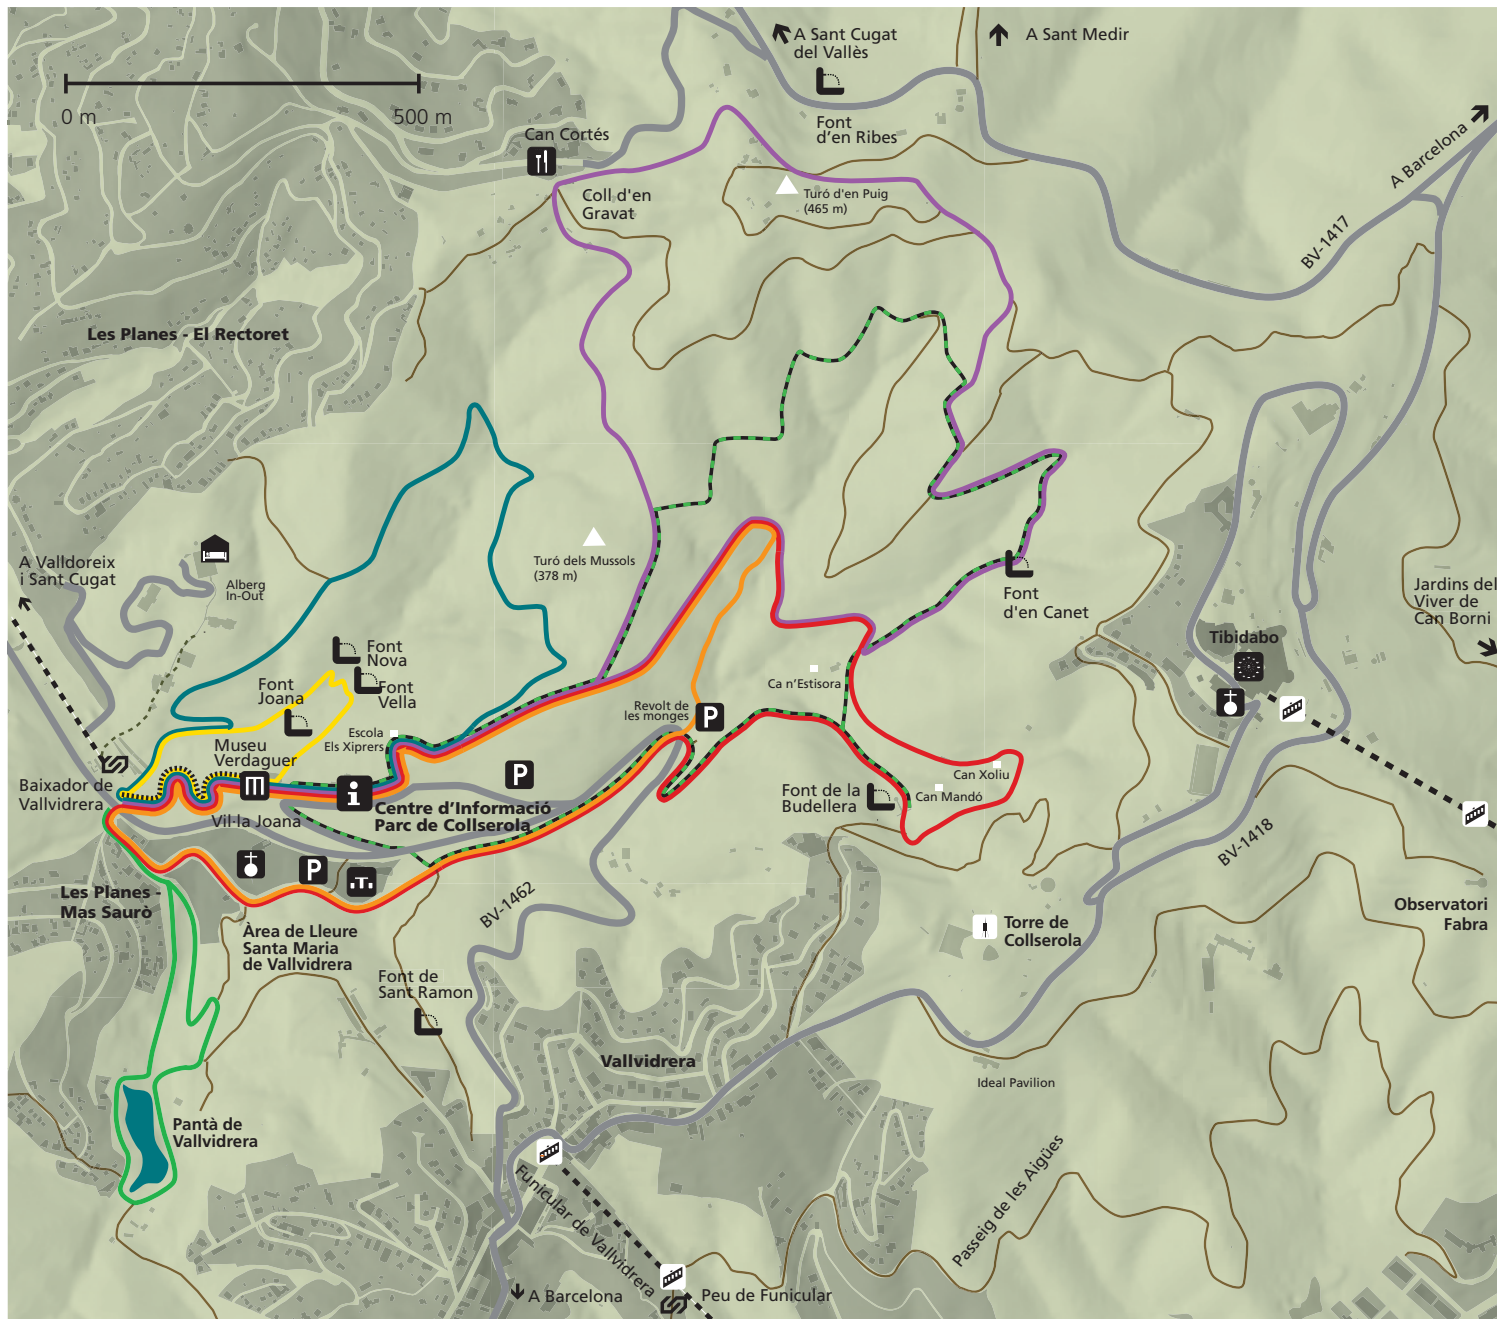 A Sant Cugat
del Vallès
A Sant Medir
0 m
500 m
Font
d'en Ribes
Can Cortés
A Barcelona
Coll d'en
Gravat
Turó d'en Puig
(465 m)
BV-1417
Les Planes - El Rectoret
A Valldoreix
i Sant Cugat
Alberg
In-Out
Turó dels Mussols
(378 m)
Font
d'en Canet
Jardins del
Viver de
Can Borni
Tibidabo
Font
Nova
Font
Vella
Font
Joana
Ca n'Estisora
Revolt de
les monges
P
Escola
Els Xiprers
Museu
Verdaguer
Baixador de
Vallvidrera
P
i
Centre d'Informació
Parc de Collserola
Vil·la Joana
Can Xoliu
Can Mandó
Font de la
Budellera
BV-1418
P
Les Planes -
Mas Saurò
BV-1462
Observatori
Fabra
Torre de
Collserola
Àrea de Lleure
Santa Maria
de Vallvidrera
Font de
Sant Ramon
Vallvidrera
Ideal Pavilion
Pantà de
Vallvidrera
Passeig de les Aigües
Funicular de Vallvidrera
A Barcelona
Peu de Funicular